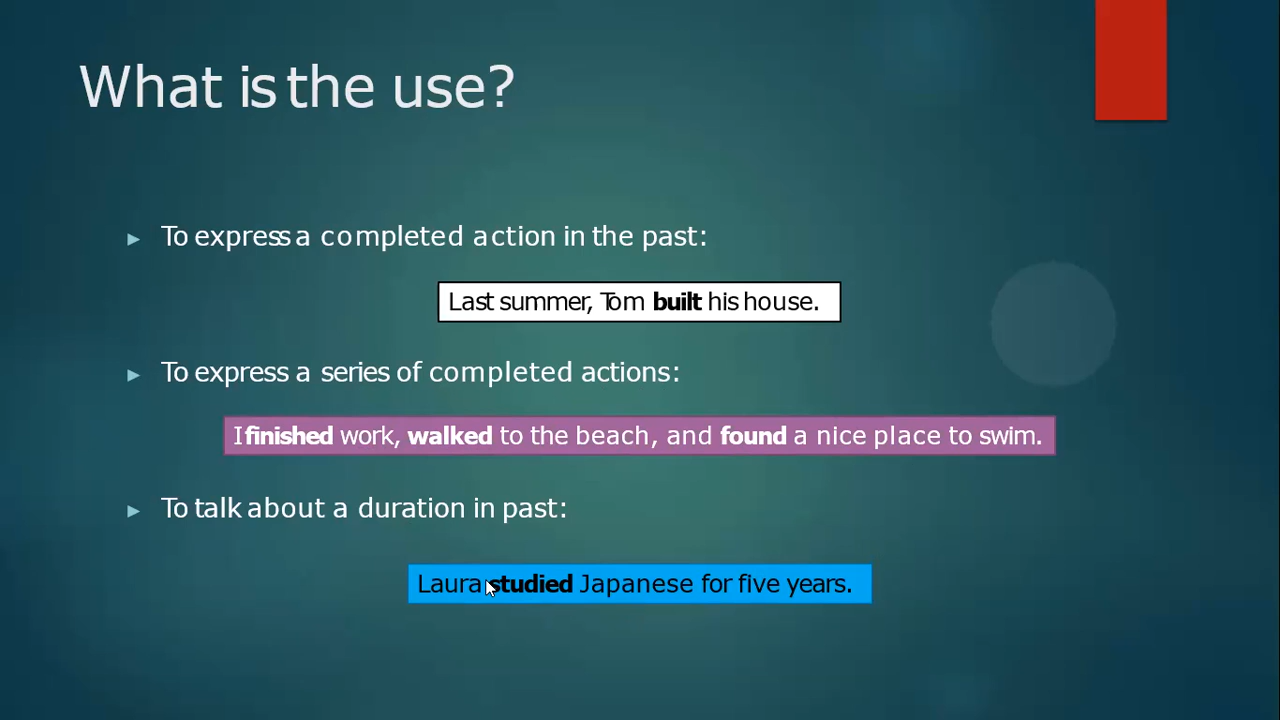 What is the use?
To express a completed action in the past:
Last summer, Tom built his house.
To express a series of completed actions:
I finished work, walked to the beach, and found a nice place to swim.
To talk about a duration in past:
Laura studied Japanese for five years.